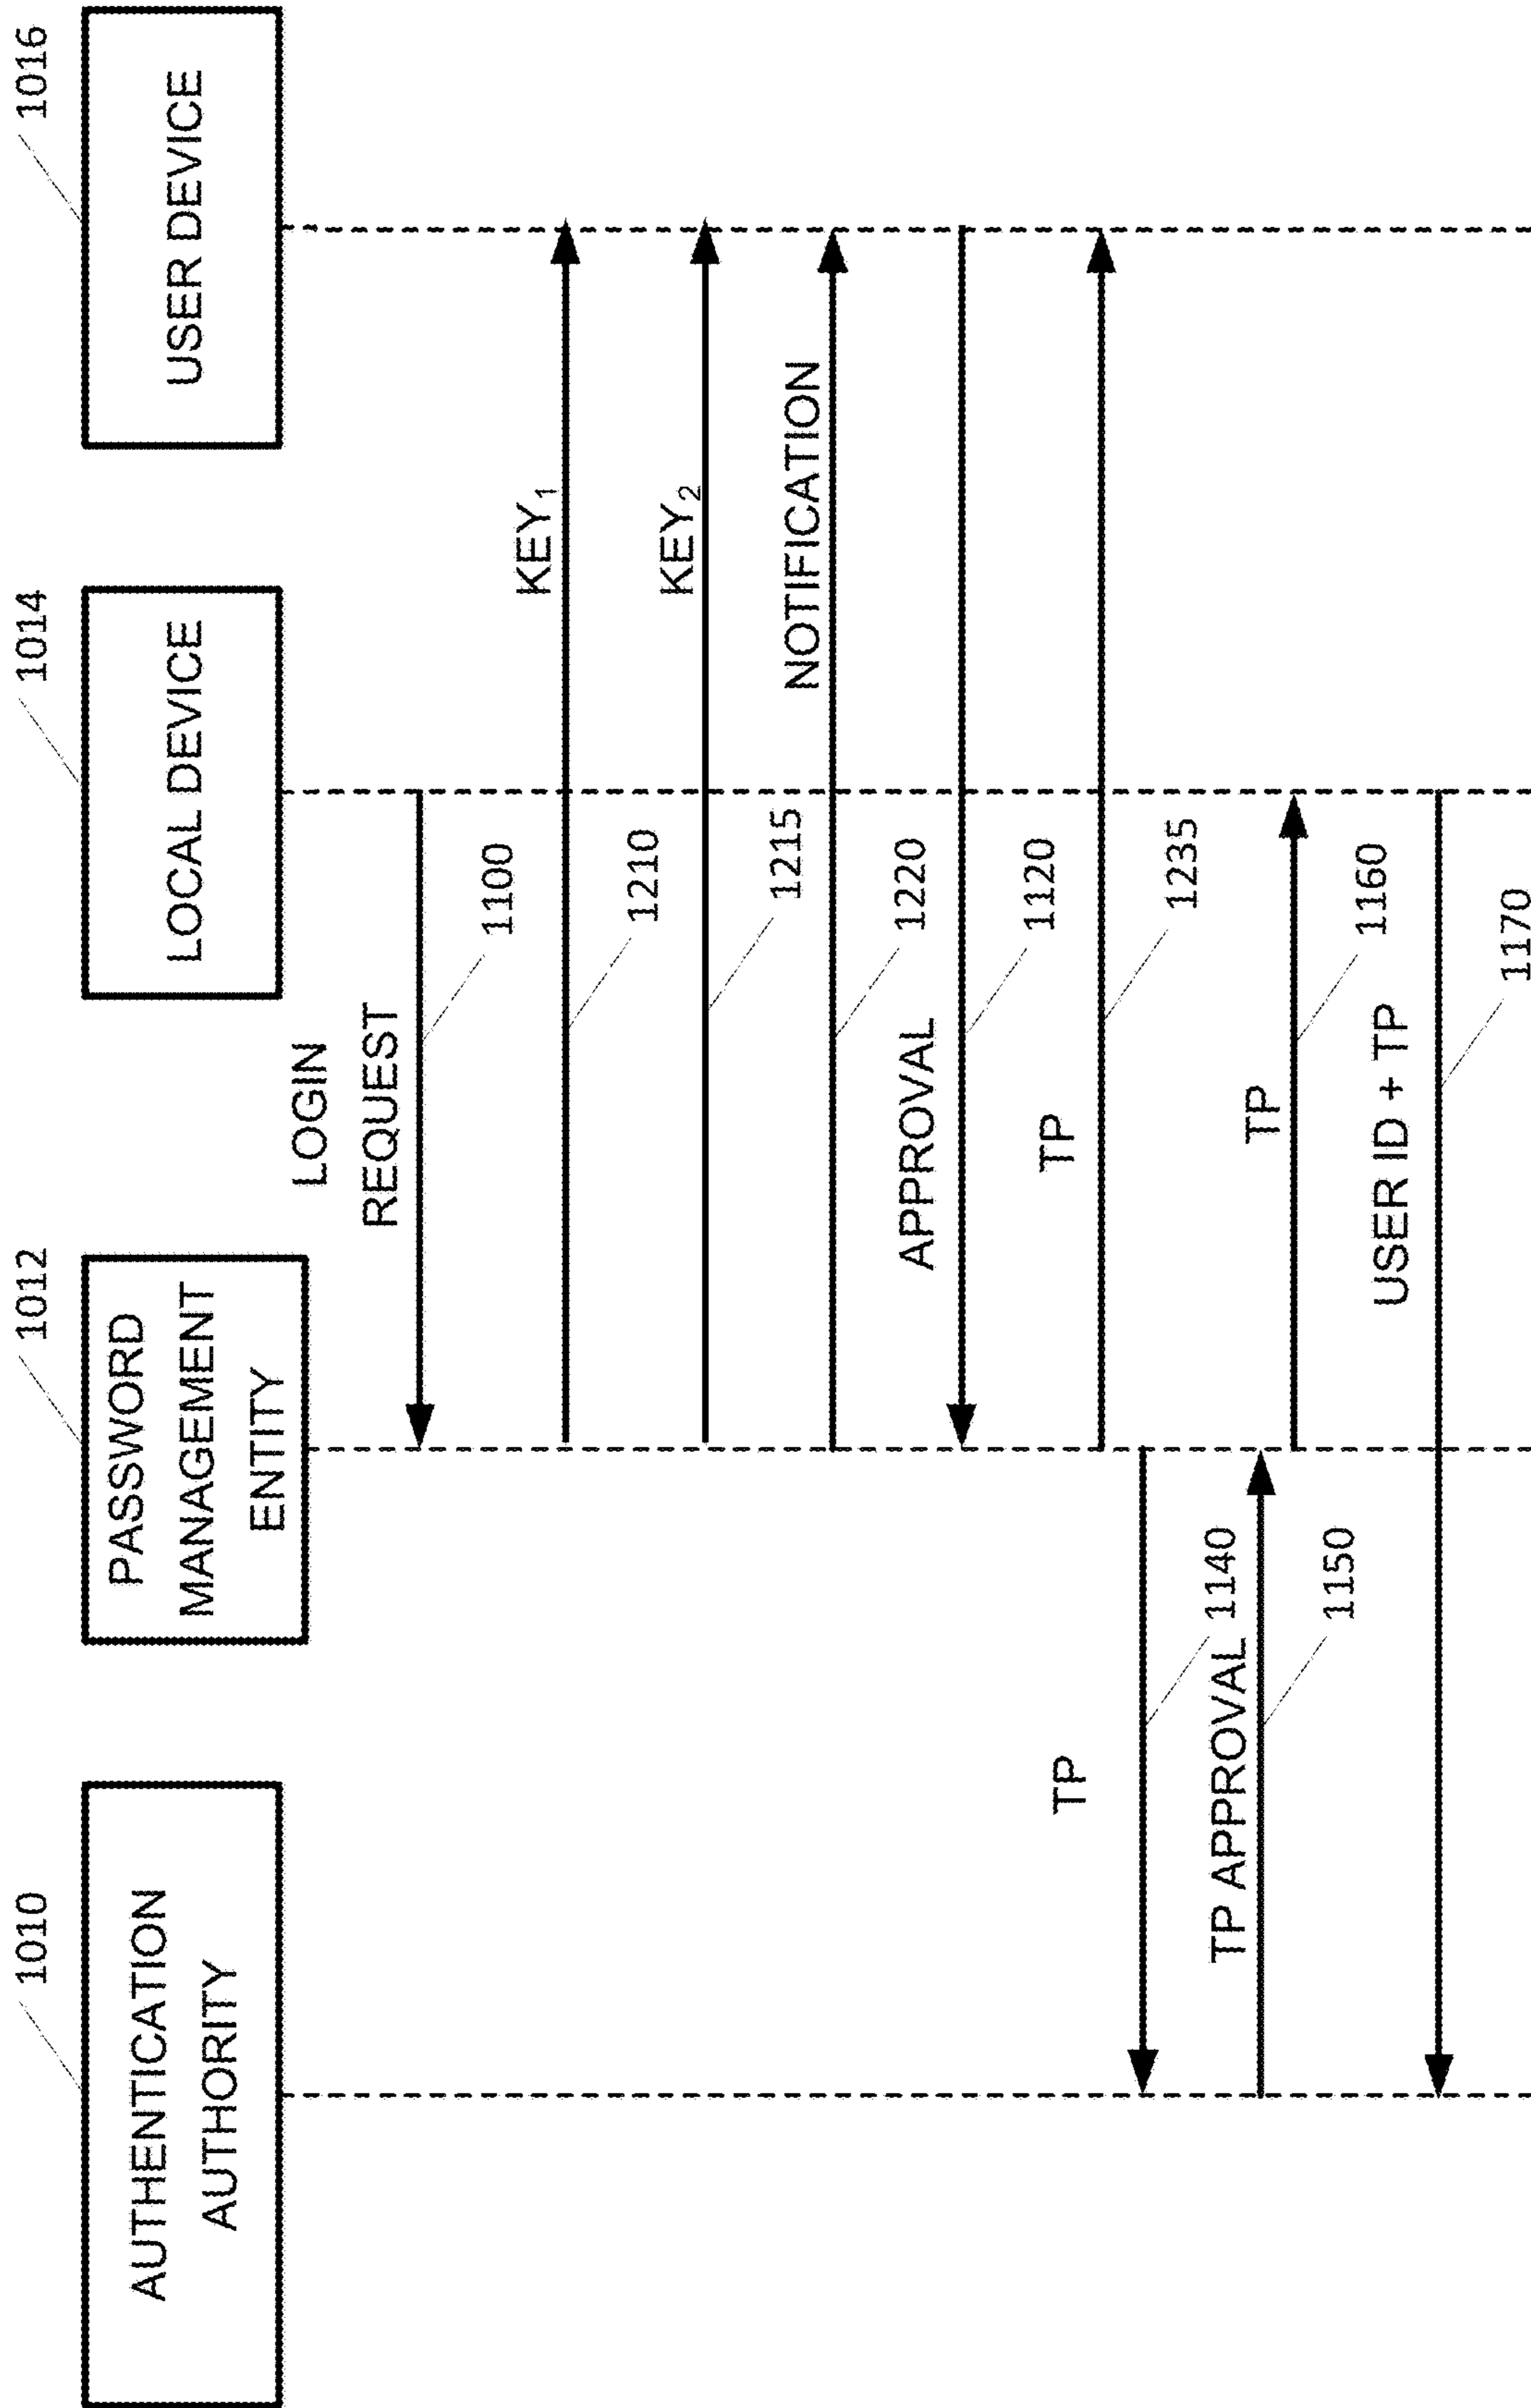 1010
1012
1014
1016
AUTHENTICATION
AUTHORITY
PASSWORD
MANAGEMENT
ENTITY
LOCAL DEVICE
USER DEVICE
LOGIN
REQUEST
1100
KEY₁
1210
KEY₂
1215
NOTIFICATION
1220
APPROVAL
1120
TP
1235
TP
1140
TP APPROVAL
1150
TP
1160
USER ID + TP
1170